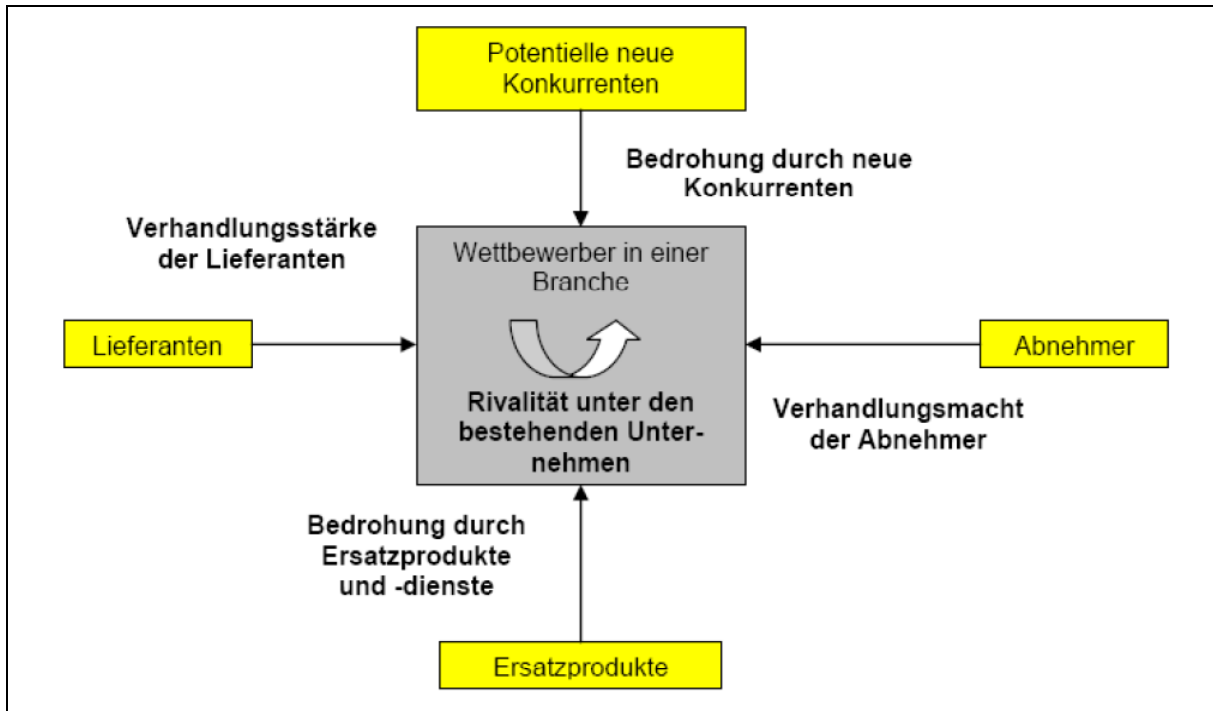 Potentielle neue
Konkurrenten
Bedrohung durch neue
Konkurrenten
Verhandlungsstärke
der Lieferanten
Wettbewerber in einer
Branche
Lieferanten
Abnehmer
Rivalität unter den
bestehenden Unter-
nehmen
Verhandlungsmacht
der Abnehmer
Bedrohung durch
Ersatzprodukte
und -dienste
Ersatzprodukte